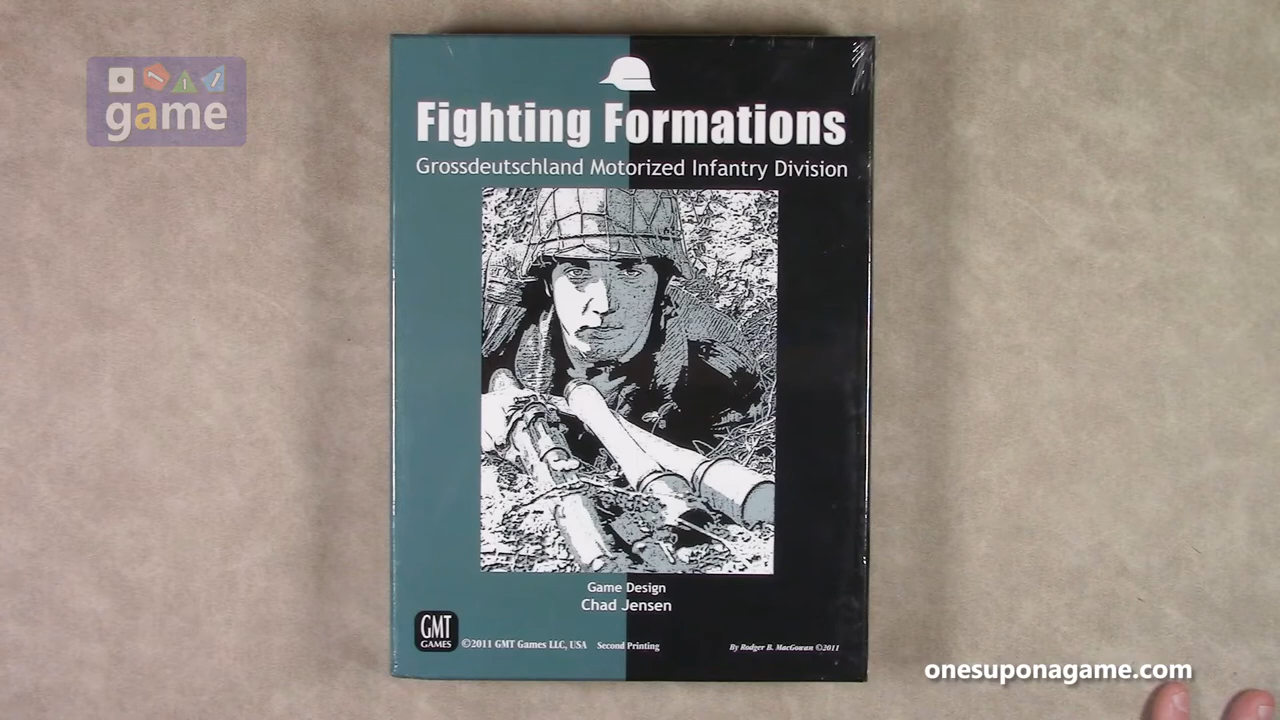 game
Fighting Formations
Grossdeutschland Motorized Infantry Division
Game Design
Chad Jensen
GMT
GAMES
©2011 GMT Games LLC, USA Second Printing
By Rodger B. MacGowan ©2011
onesuponagame.com